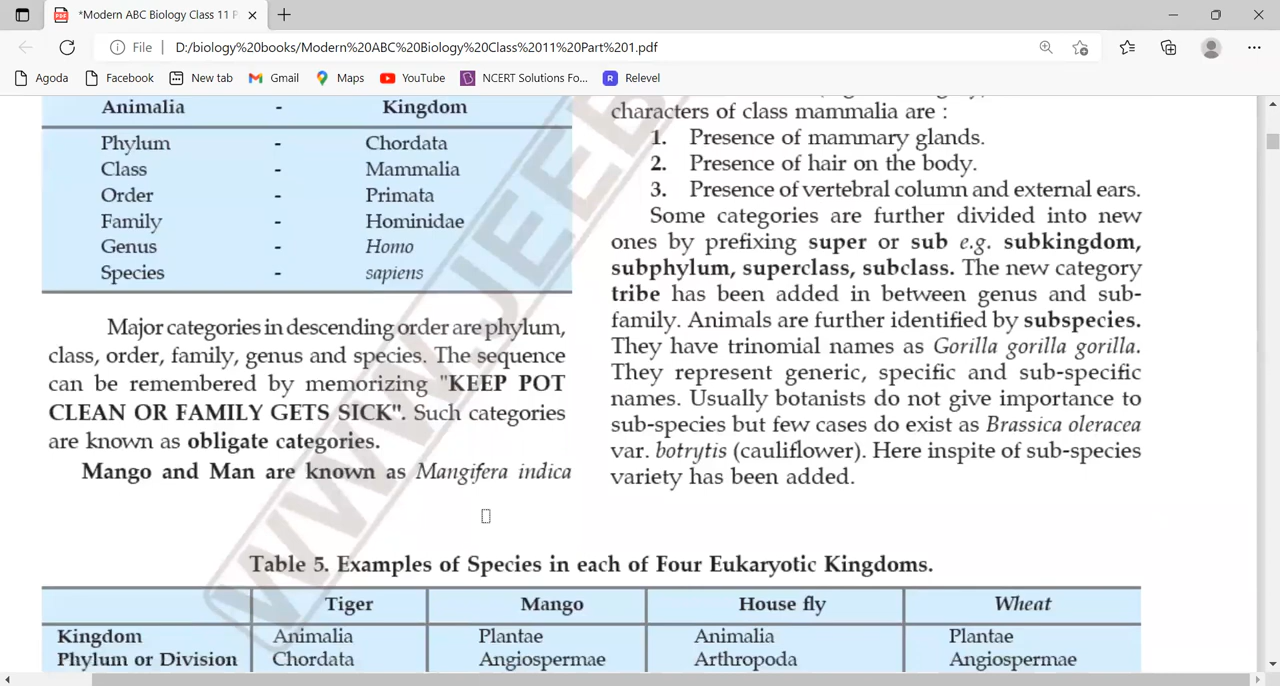 *Modern ABC Biology Class 11 P
File
D:/biology%20books/Modern%20ABC%20Biology%20Class%2011%20Part%201.pdf
Agoda
Facebook
New tab
Gmail
Maps
YouTube
NCERT Solutions Fo...
Relevel
Animalia - Kingdom
Phylum - Chordata
Class - Mammalia
Order - Primata
Family - Hominidae
Genus - Homo
Species - sapiens
Major categories in descending order are phylum,
class, order, family, genus and species. The sequence
can be remembered by memorizing "KEEP POT
CLEAN OR FAMILY GETS SICK". Such categories
are known as obligate categories.
Mango and Man are known as Mangifera indica
characters of class mammalia are :
1. Presence of mammary glands.
2. Presence of hair on the body.
3. Presence of vertebral column and external ears.
Some categories are further divided into new
ones by prefixing super or sub e.g. subkingdom,
subphylum, superclass, subclass. The new category
tribe has been added in between genus and sub-
family. Animals are further identified by subspecies.
They have trinomial names as Gorilla gorilla gorilla.
They represent generic, specific and sub-specific
names. Usually botanists do not give importance to
sub-species but few cases do exist as Brassica oleracea
var. botrytis (cauliflower). Here inspite of sub-species
variety has been added.
Table 5. Examples of Species in each of Four Eukaryotic Kingdoms.
Tiger Mango House fly Wheat
Kingdom Animalia Plantae Animalia Plantae
Phylum or Division Chordata Angiospermae Arthropoda Angiospermae
WWW.JEEB